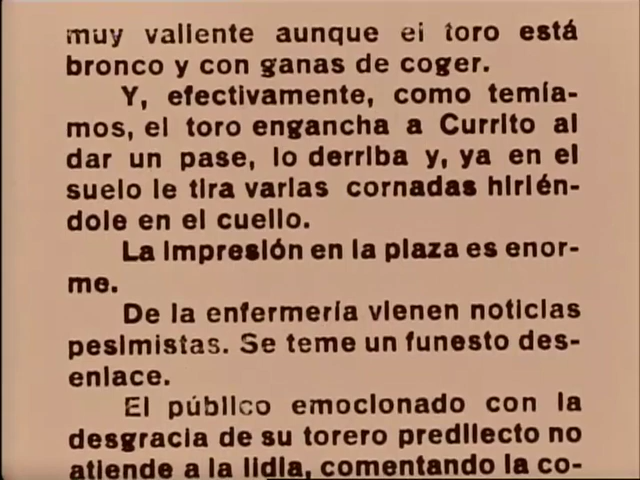 muy valiente aunque el toro está
bronco y con ganas de coger.
Y, efectivamente, como temía-
mos, el toro engancha a Currito al
dar un pase, lo derriba y, ya en el
suelo le tira varias cornadas hirién-
dole en el cuello.
La impresión en la plaza es enor-
me.
De la enfermería vienen noticias
pesimistas. Se teme un funesto des-
enlace.
El público emocionado con la
desgracia de su torero predilecto no
atiende a la lidia, comentando la co-